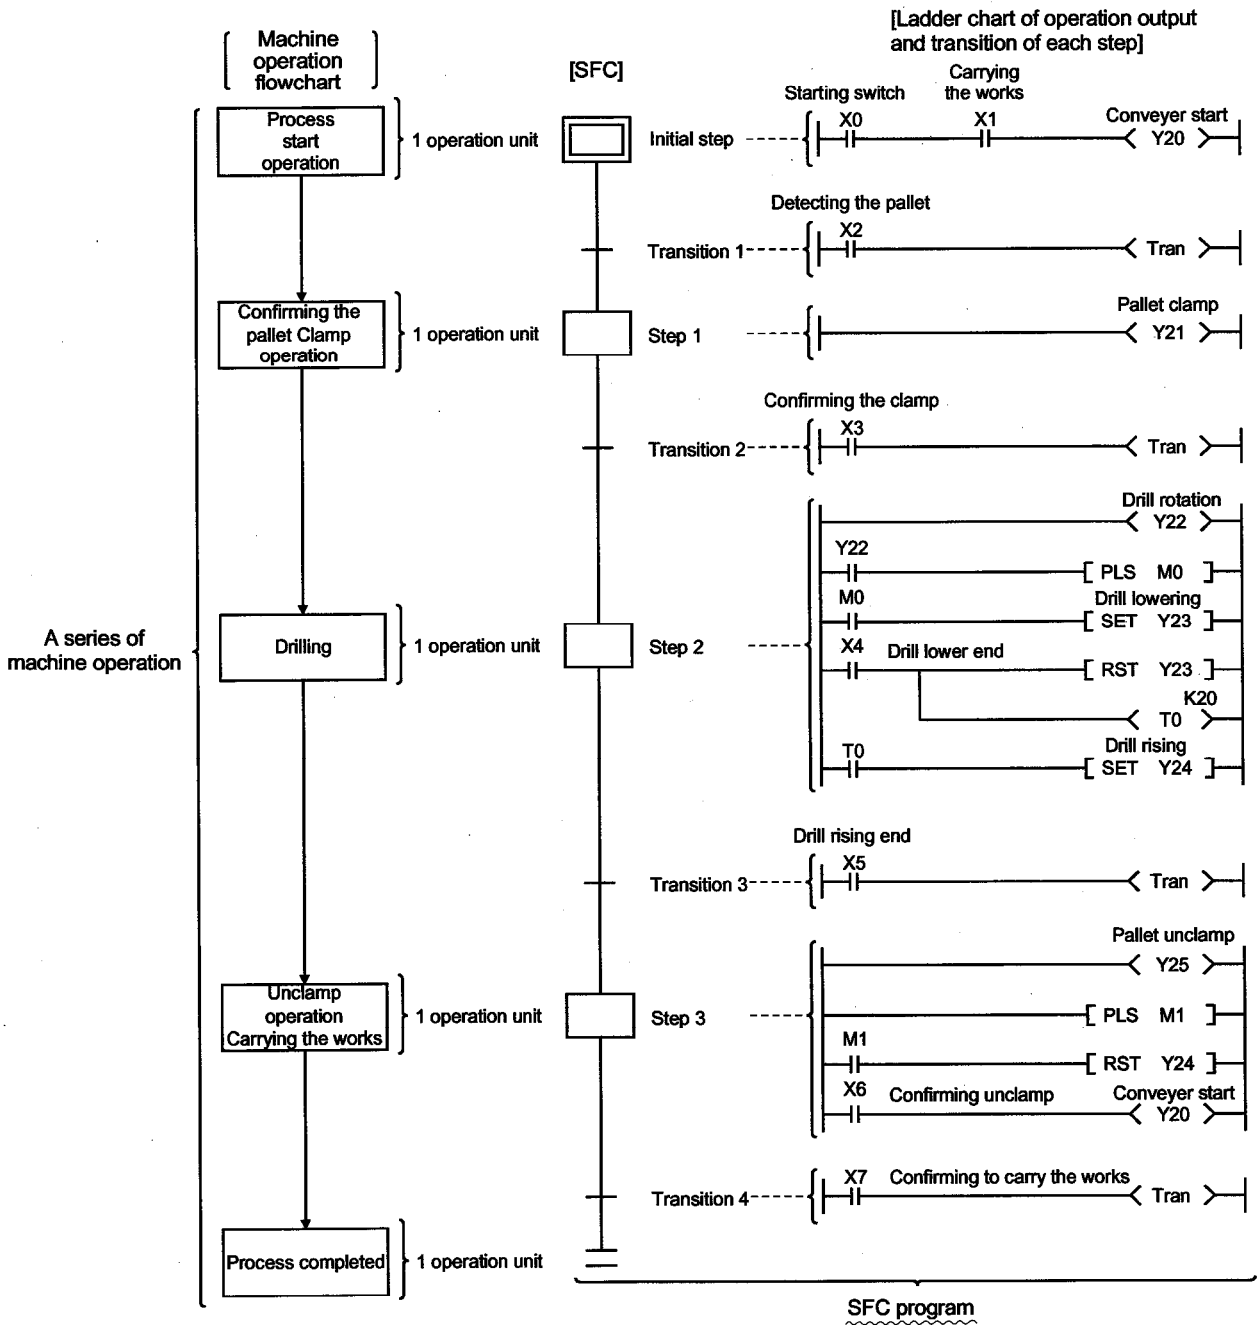 [Ladder chart of operation output
and transition of each step]
Machine
operation
flowchart
[SFC]
Starting switch
Carrying
the works
Process
start
operation
1 operation unit
Initial step
X0
X1
Conveyer start
Y20
Detecting the pallet
Transition 1
X2
Tran
Confirming the
pallet Clamp
operation
1 operation unit
Step 1
Pallet clamp
Y21
Confirming the clamp
Transition 2
X3
Tran
A series of
machine operation
Drilling
1 operation unit
Step 2
Drill rotation
Y22
Y22
PLS M0
M0
Drill lowering
SET Y23
X4
Drill lower end
RST Y23
K20
T0
T0
Drill rising
SET Y24
Drill rising end
Transition 3
X5
Tran
Unclamp
operation
Carrying the works
1 operation unit
Step 3
Pallet unclamp
Y25
PLS M1
M1
RST Y24
X6
Confirming unclamp
Conveyer start
Y20
Transition 4
X7
Confirming to carry the works
Tran
Process completed
1 operation unit
SFC program